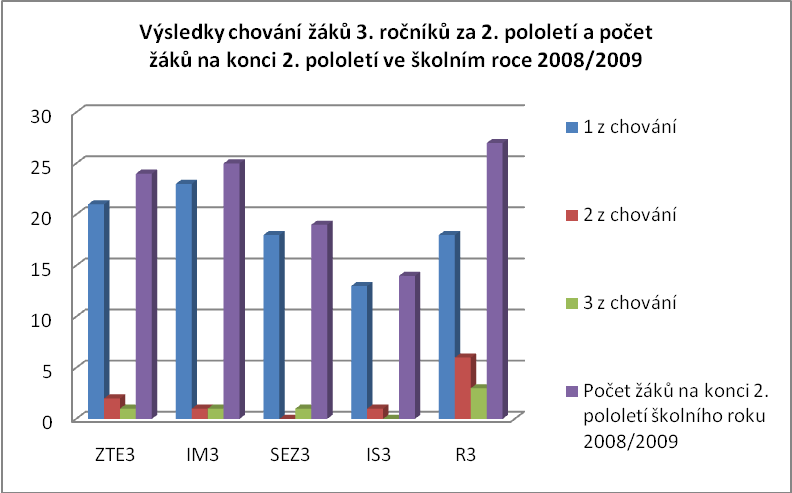 Výsledky chování žáků 3. ročníků za 2. pololetí a počet
žáků na konci 2. pololetí ve školním roce 2008/2009
30
25
20
15
10
5
0
ZTE3
IM3
SEZ3
IS3
R3
1 z chování
2 z chování
3 z chování
Počet žáků na konci 2.
pololetí školního roku
2008/2009